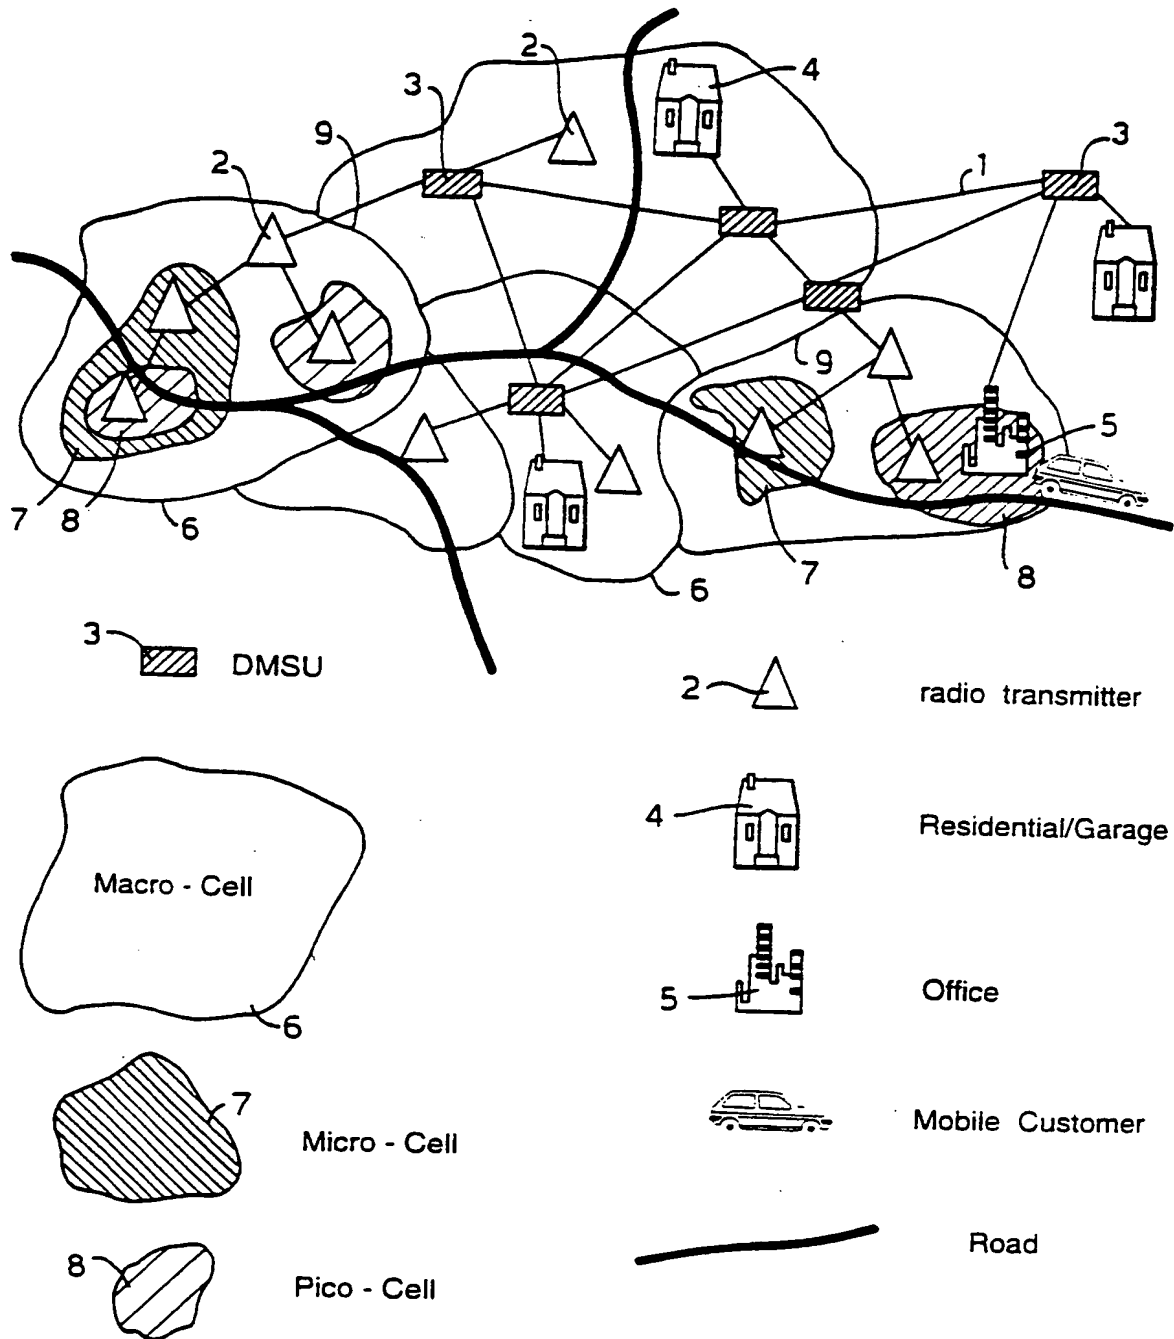 2
4
3
3
9
2
1
9
5
7
8
6
7
8
6
3 DMSU
2 radio transmitter
4 Residential/Garage
Macro - Cell
6
5 Office
7
Micro - Cell
Mobile Customer
8
Pico - Cell
Road